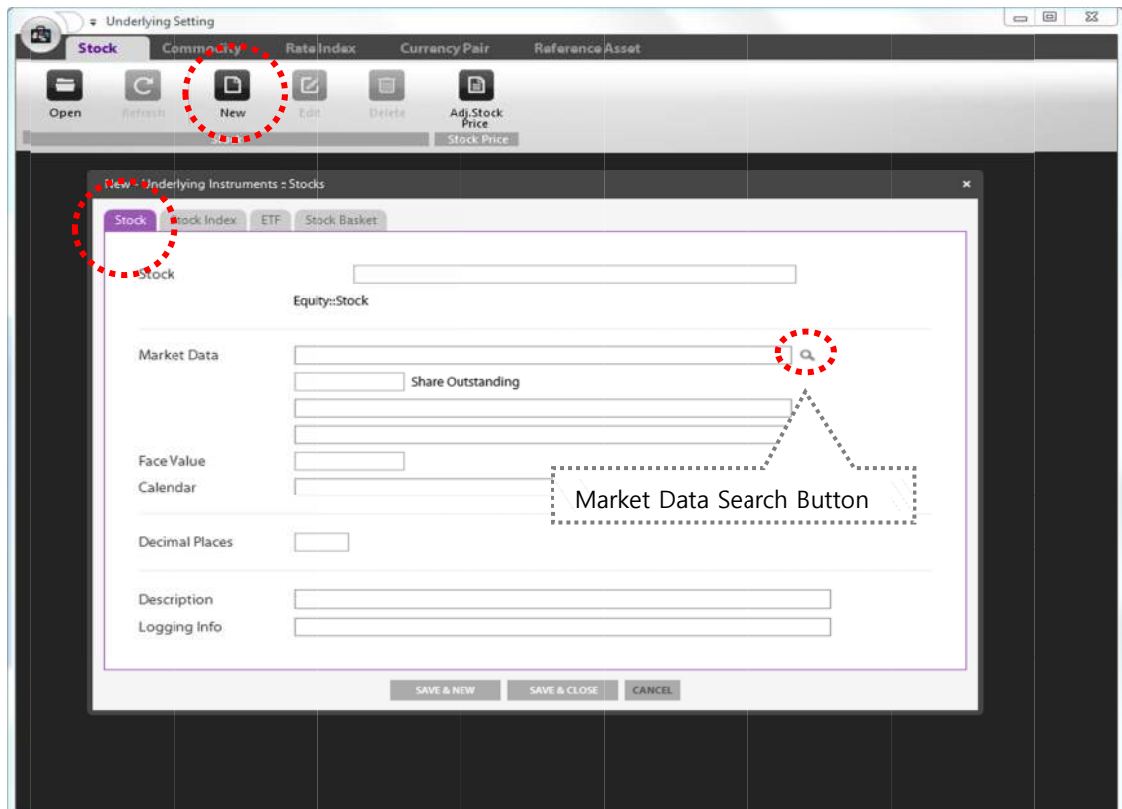 Underlying Setting
Stock Commodity Rate Index Currency Pair Reference Asset
Open Refresh New Edit Delete Adj.Stock Price
Stock Price
New - Underlying Instruments :: Stocks
Stock Stock Index ETF Stock Basket
Stock
Equity::Stock
Market Data
Share Outstanding
Face Value
Calendar
Market Data Search Button
Decimal Places
Description
Logging Info
SAVE & NEW SAVE & CLOSE CANCEL